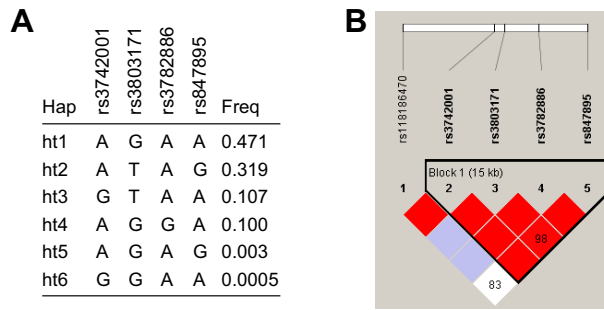 A
Hap rs3742001 rs3803171 rs3782886 rs847895 Freq
ht1 A G A A 0.471
ht2 A T A G 0.319
ht3 G T A A 0.107
ht4 A G G A 0.100
ht5 A G A G 0.003
ht6 G G A A 0.0005
B
rs118186470 rs3742001 rs3803171 rs3782886 rs847895
Block 1 (15 kb)
1 2 3 4 5
98
83